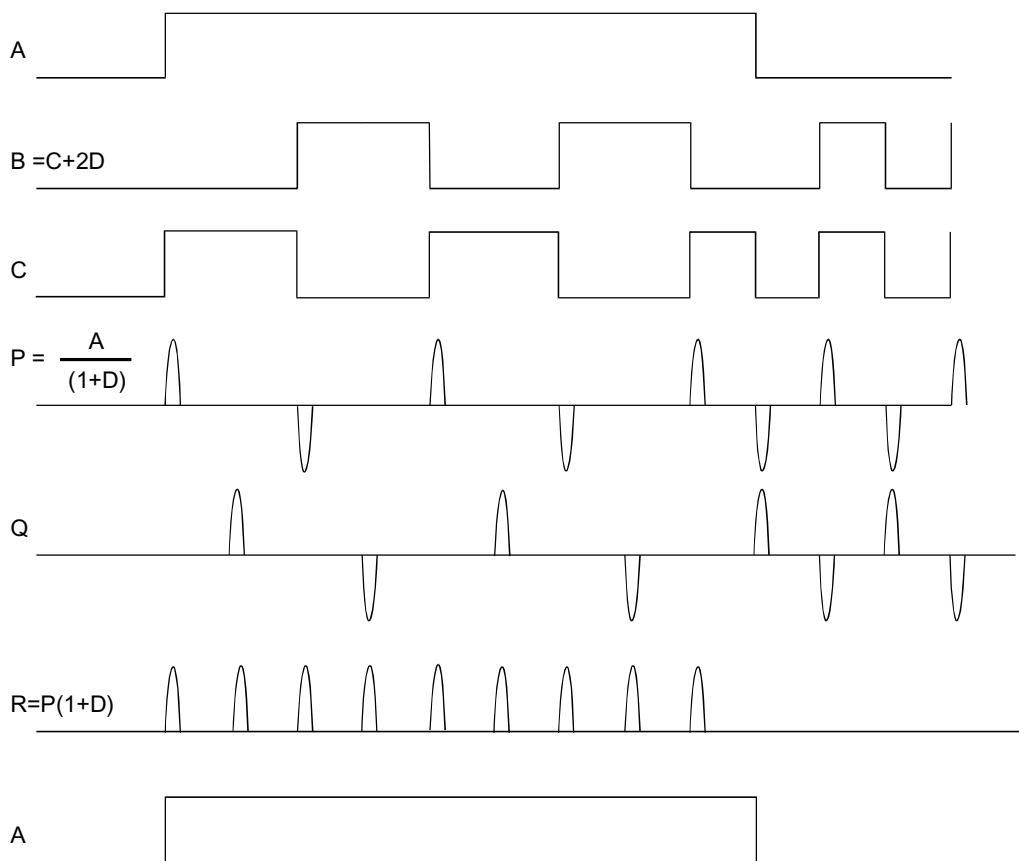 A
B =C+2D
C
P = A
(1+D)
Q
R=P(1+D)
A